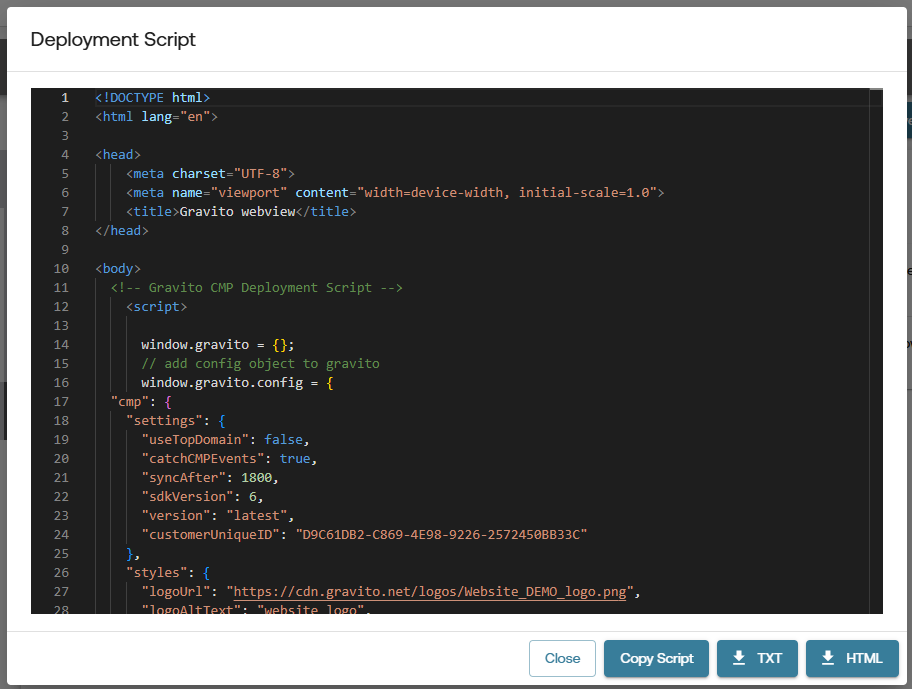 Deployment Script
1 <!DOCTYPE html>
2 <html lang="en">
3
4 <head>
5 <meta charset="UTF-8">
6 <meta name="viewport" content="width=device-width, initial-scale=1.0">
7 <title>Gravito webview</title>
8 </head>
9
10 <body>
11 <!-- Gravito CMP Deployment Script -->
12 <script>
13
14 window.gravito = {};
15 // add config object to gravito
16 window.gravito.config = {
17 "cmp": {
18 "settings": {
19 "useTopDomain": false,
20 "catchCMPEvents": true,
21 "syncAfter": 1800,
22 "sdkVersion": 6,
23 "version": "latest",
24 "customerUniqueID": "D9C61DB2-C869-4E98-9226-2572450BB33C"
25 },
26 "styles": {
27 "logoUrl": "https://cdn.gravito.net/logos/Website_DEMO_logo.png",
28 "logoAltText": "website logo",
Close Copy Script TXT HTML